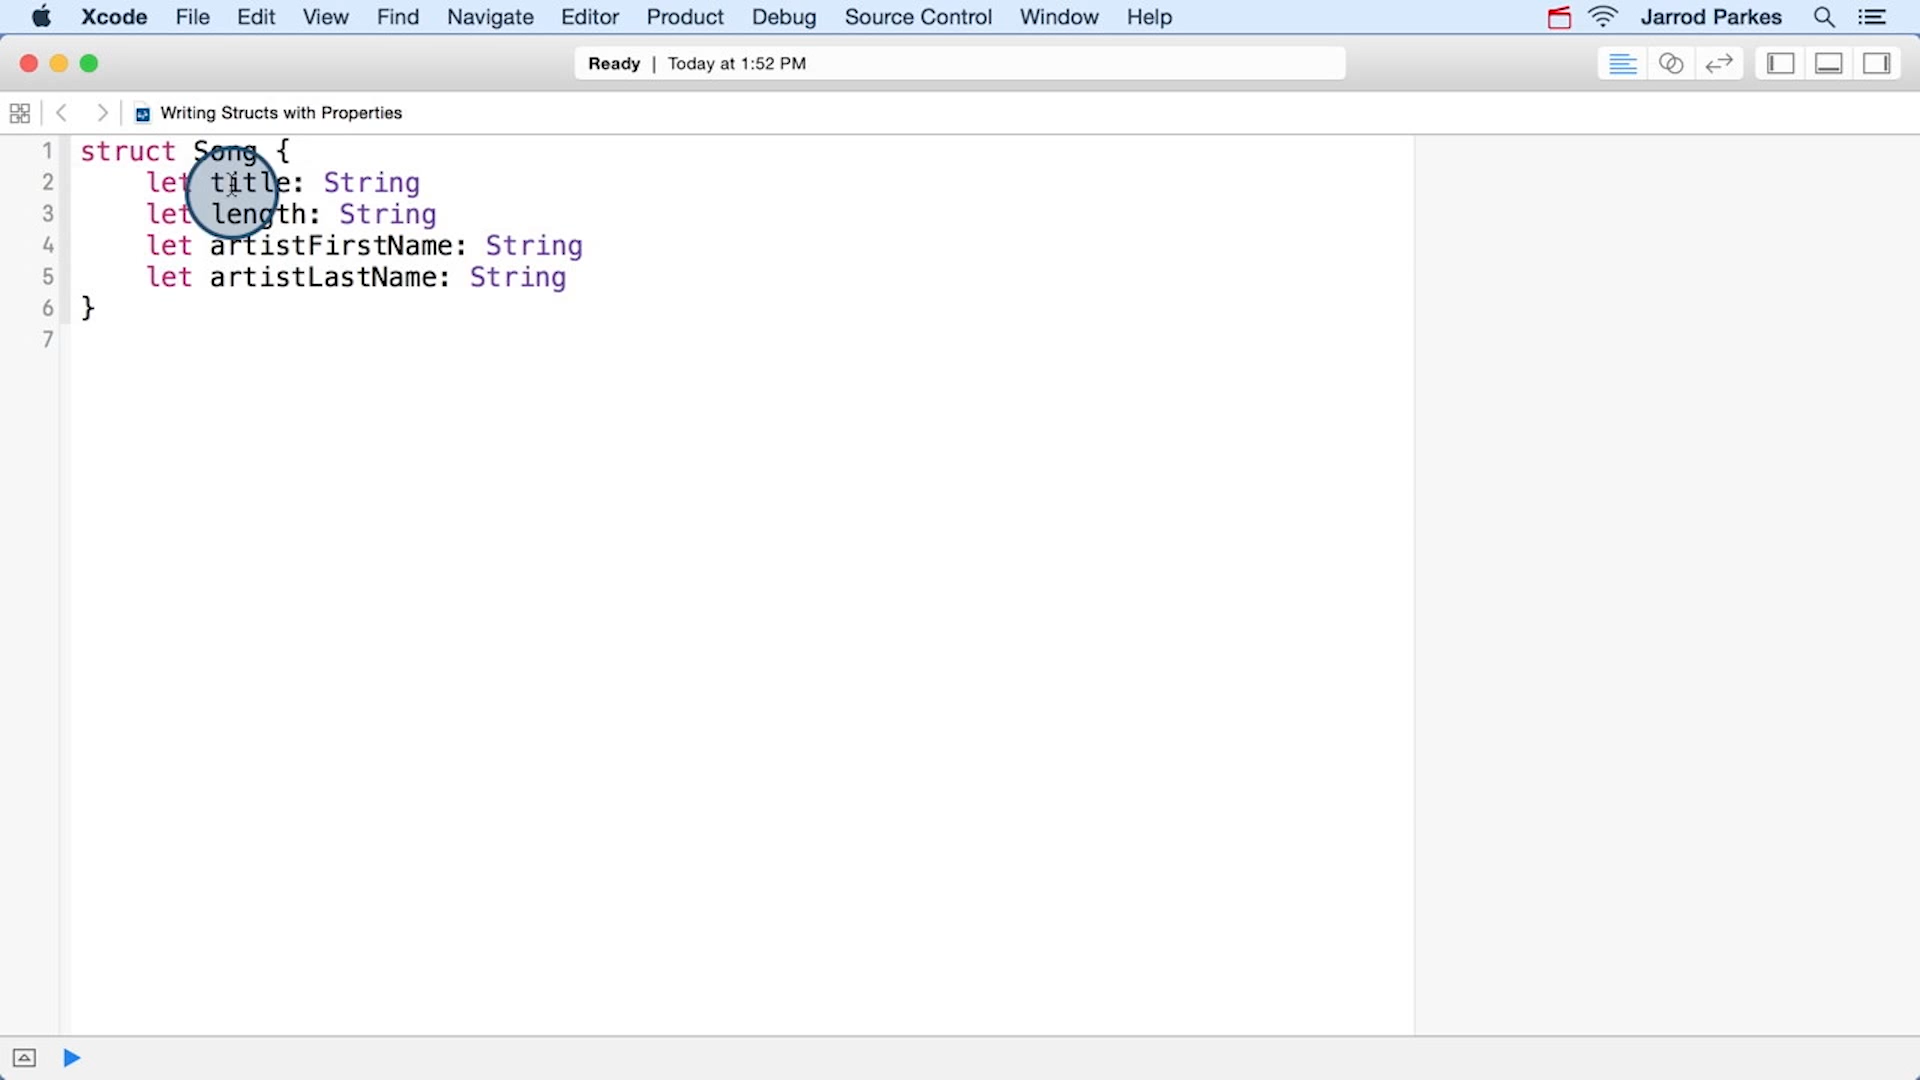 Xcode File Edit View Find Navigate Editor Product Debug Source Control Window Help Jarrod Parkes
Ready | Today at 1:52 PM
Writing Structs with Properties
1 struct Song {
2 let title: String
3 let length: String
4 let artistFirstName: String
5 let artistLastName: String
6 }
7